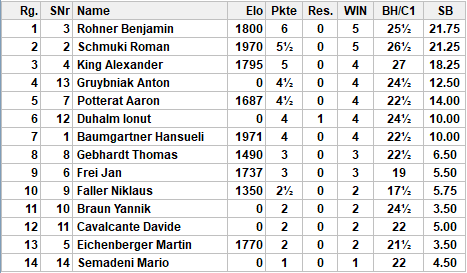 Rg. SNr Name Elo Pkte Res. WIN BH/C1 SB
1 3 Rohner Benjamin 1800 6 0 5 25½ 21.75
2 2 Schmuki Roman 1970 5½ 0 5 26½ 21.25
3 4 King Alexander 1795 5 0 4 27 18.25
4 13 Gruybniak Anton 0 4½ 0 4 24½ 12.50
5 7 Potterat Aaron 1687 4½ 0 4 22½ 14.00
6 12 Duhalm Ionut 0 4 1 4 24½ 10.00
7 1 Baumgartner Hansueli 1971 4 0 4 22½ 10.00
8 8 Gebhardt Thomas 1490 3 0 3 22½ 6.50
9 6 Frei Jan 1737 3 0 3 19 5.50
10 9 Faller Niklaus 1350 2½ 0 2 17½ 5.75
11 10 Braun Yannik 0 2 0 2 24½ 3.50
12 11 Cavalcante Davide 0 2 0 2 22 5.00
13 5 Eichenberger Martin 1770 2 0 2 21½ 3.50
14 14 Semadeni Mario 0 1 0 1 22 4.50